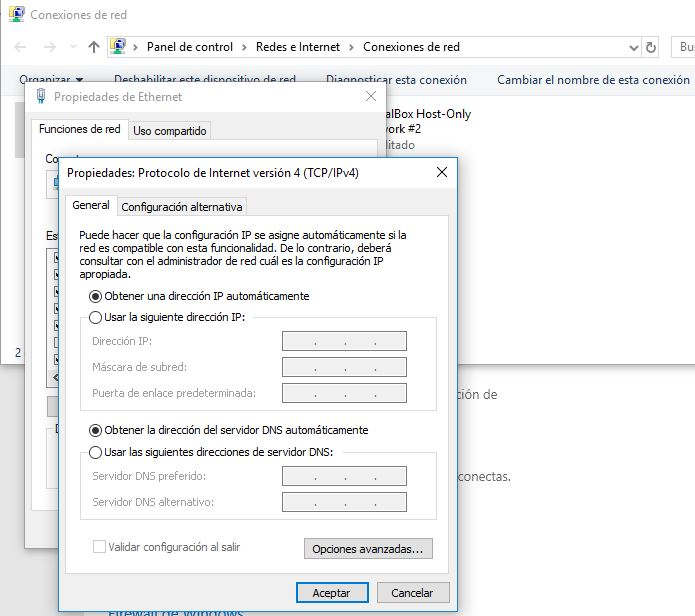 Conexiones de red
Panel de control > Redes e Internet > Conexiones de red
Bu
Organizar
Deshabilitar este dispositivo de red
Diagnosticar esta conexión
Cambiar el nombre de esta conexión
Propiedades de Ethernet
Funciones de red
Uso compartido
alBox Host-Only
ork #2
litado
Co
Est
2
Propiedades: Protocolo de Internet versión 4 (TCP/IPv4)
General
Configuración alternativa
Puede hacer que la configuración IP se asigne automáticamente si la
red es compatible con esta funcionalidad. De lo contrario, deberá
consultar con el administrador de red cuál es la configuración IP
apropiada.
Obtener una dirección IP automáticamente
Usar la siguiente dirección IP:
Dirección IP:
Máscara de subred:
Puerta de enlace predeterminada:
Obtener la dirección del servidor DNS automáticamente
Usar las siguientes direcciones de servidor DNS:
Servidor DNS preferido:
Servidor DNS alternativo:
Validar configuración al salir
Opciones avanzadas...
Aceptar
Cancelar
ción de
conectas.
Firewall de Windows